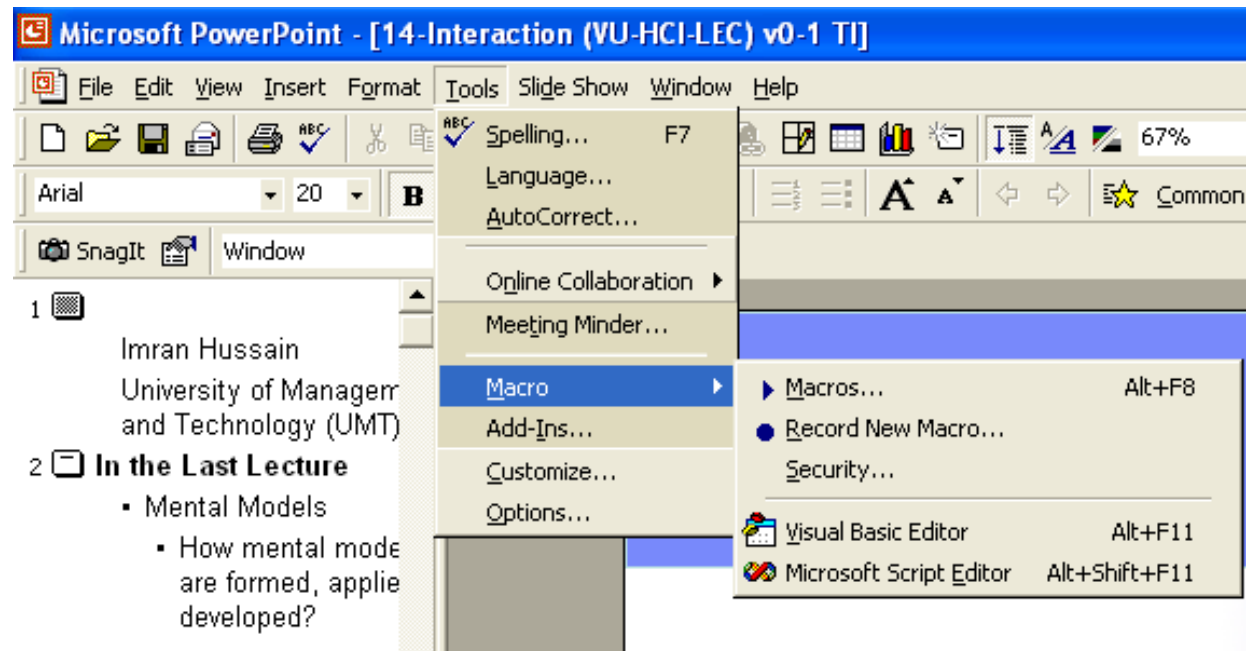 Microsoft PowerPoint - [14-Interaction (VU-HCI-LEC) v0-1 TI]
File Edit View Insert Format Tools Slide Show Window Help
67%
Arial 20 B A A Common
SnagIt Window
ABC Spelling... F7
Language...
AutoCorrect...
Online Collaboration
Meeting Minder...
Macro
Add-Ins...
Customize...
Options...
Macros... Alt+F8
Record New Macro...
Security...
Visual Basic Editor Alt+F11
Microsoft Script Editor Alt+Shift+F11
1
Imran Hussain
University of Managem
and Technology (UMT)
2 In the Last Lecture
▪ Mental Models
▪ How mental mode
are formed, applie
developed?